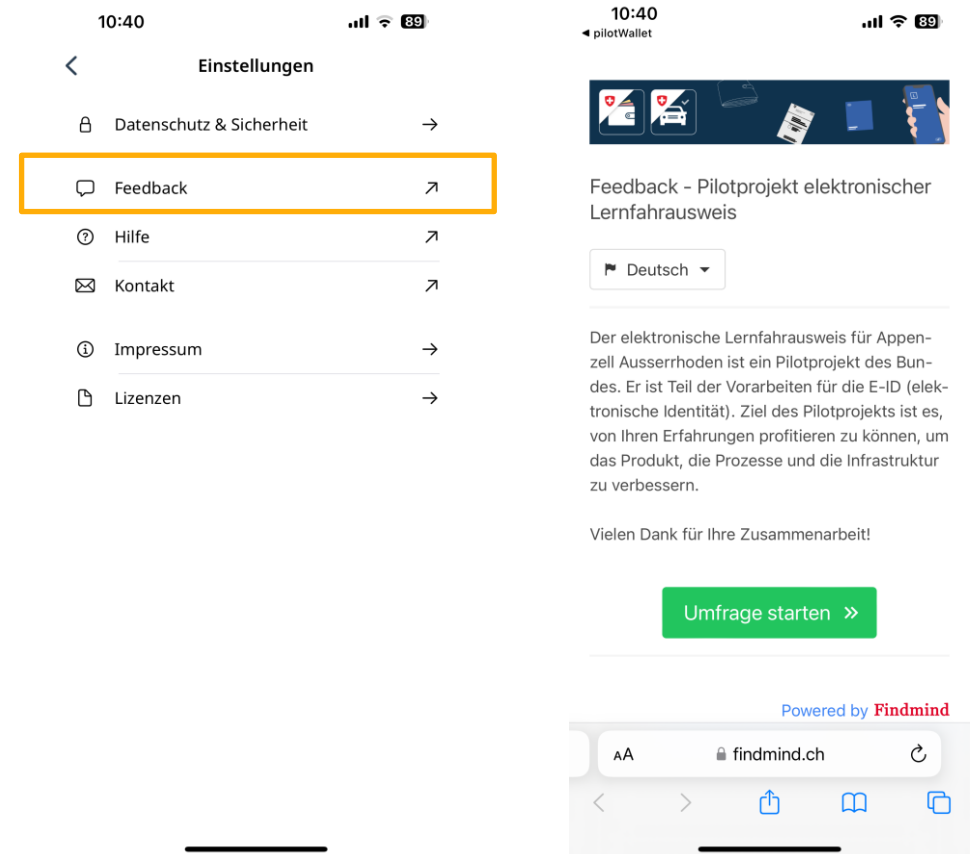 10:40
89
Einstellungen
Datenschutz & Sicherheit
Feedback
Hilfe
Kontakt
Impressum
Lizenzen
10:40
89
pilotWallet
Feedback - Pilotprojekt elektronischer
Lernfahrausweis
Deutsch
Der elektronische Lernfahrausweis für Appen-
zell Ausserrhoden ist ein Pilotprojekt des Bun-
des. Er ist Teil der Vorarbeiten für die E-ID (elek-
tronische Identität). Ziel des Pilotprojekts ist es,
von Ihren Erfahrungen profitieren zu können, um
das Produkt, die Prozesse und die Infrastruktur
zu verbessern.
Vielen Dank für Ihre Zusammenarbeit!
Umfrage starten »
Powered by Findmind
AA
findmind.ch